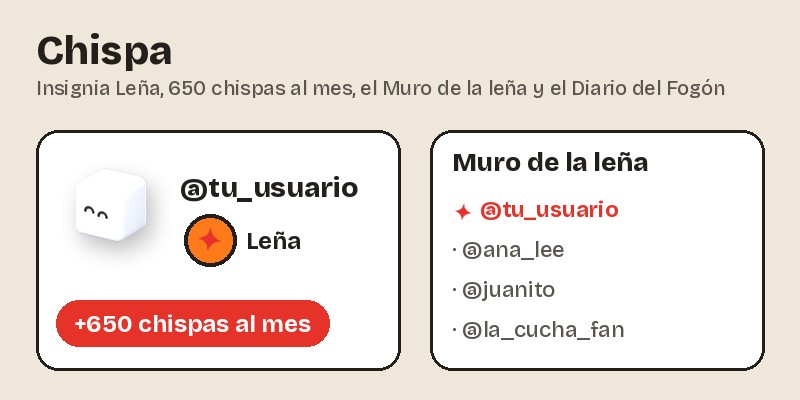 Chispa
Insignia Leña, 650 chispas al mes, el Muro de la leña y el Diario del Fogón
@tu_usuario
Leña
+650 chispas al mes
Muro de la leña
@tu_usuario
· @ana_lee
· @juanito
· @la_cucha_fan